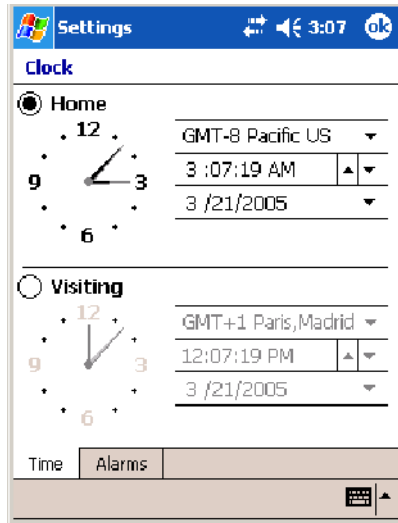 Settings 3:07 ok
Clock
Home
12
9 3
6
GMT-8 Pacific US
3 :07:19 AM
3 /21/2005
Visiting
12
9 3
6
GMT+1 Paris,Madrid
12:07:19 PM
3 /21/2005
Time Alarms